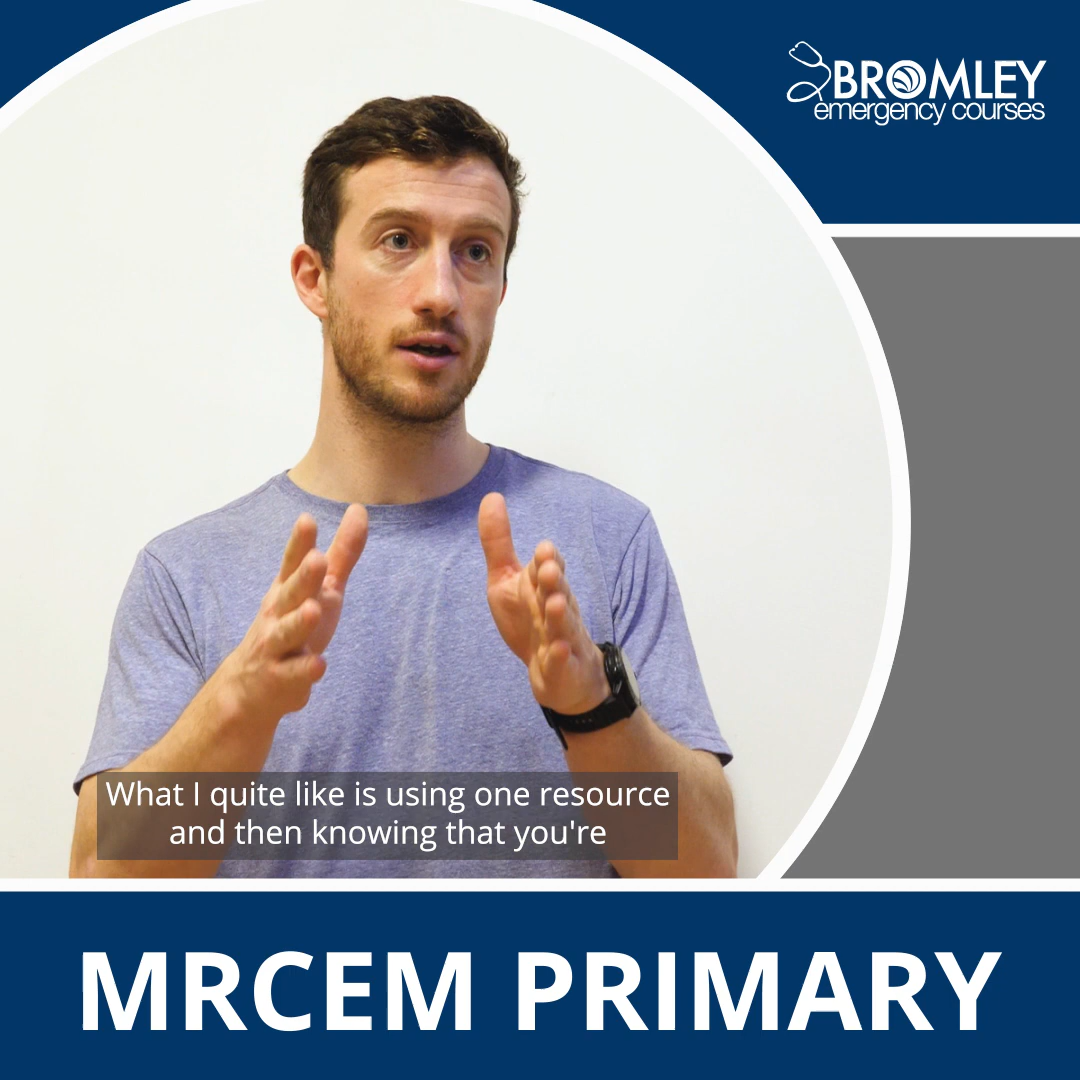 BROMLEY
emergency courses
What I quite like is using one resource
and then knowing that you're
MRCEM PRIMARY